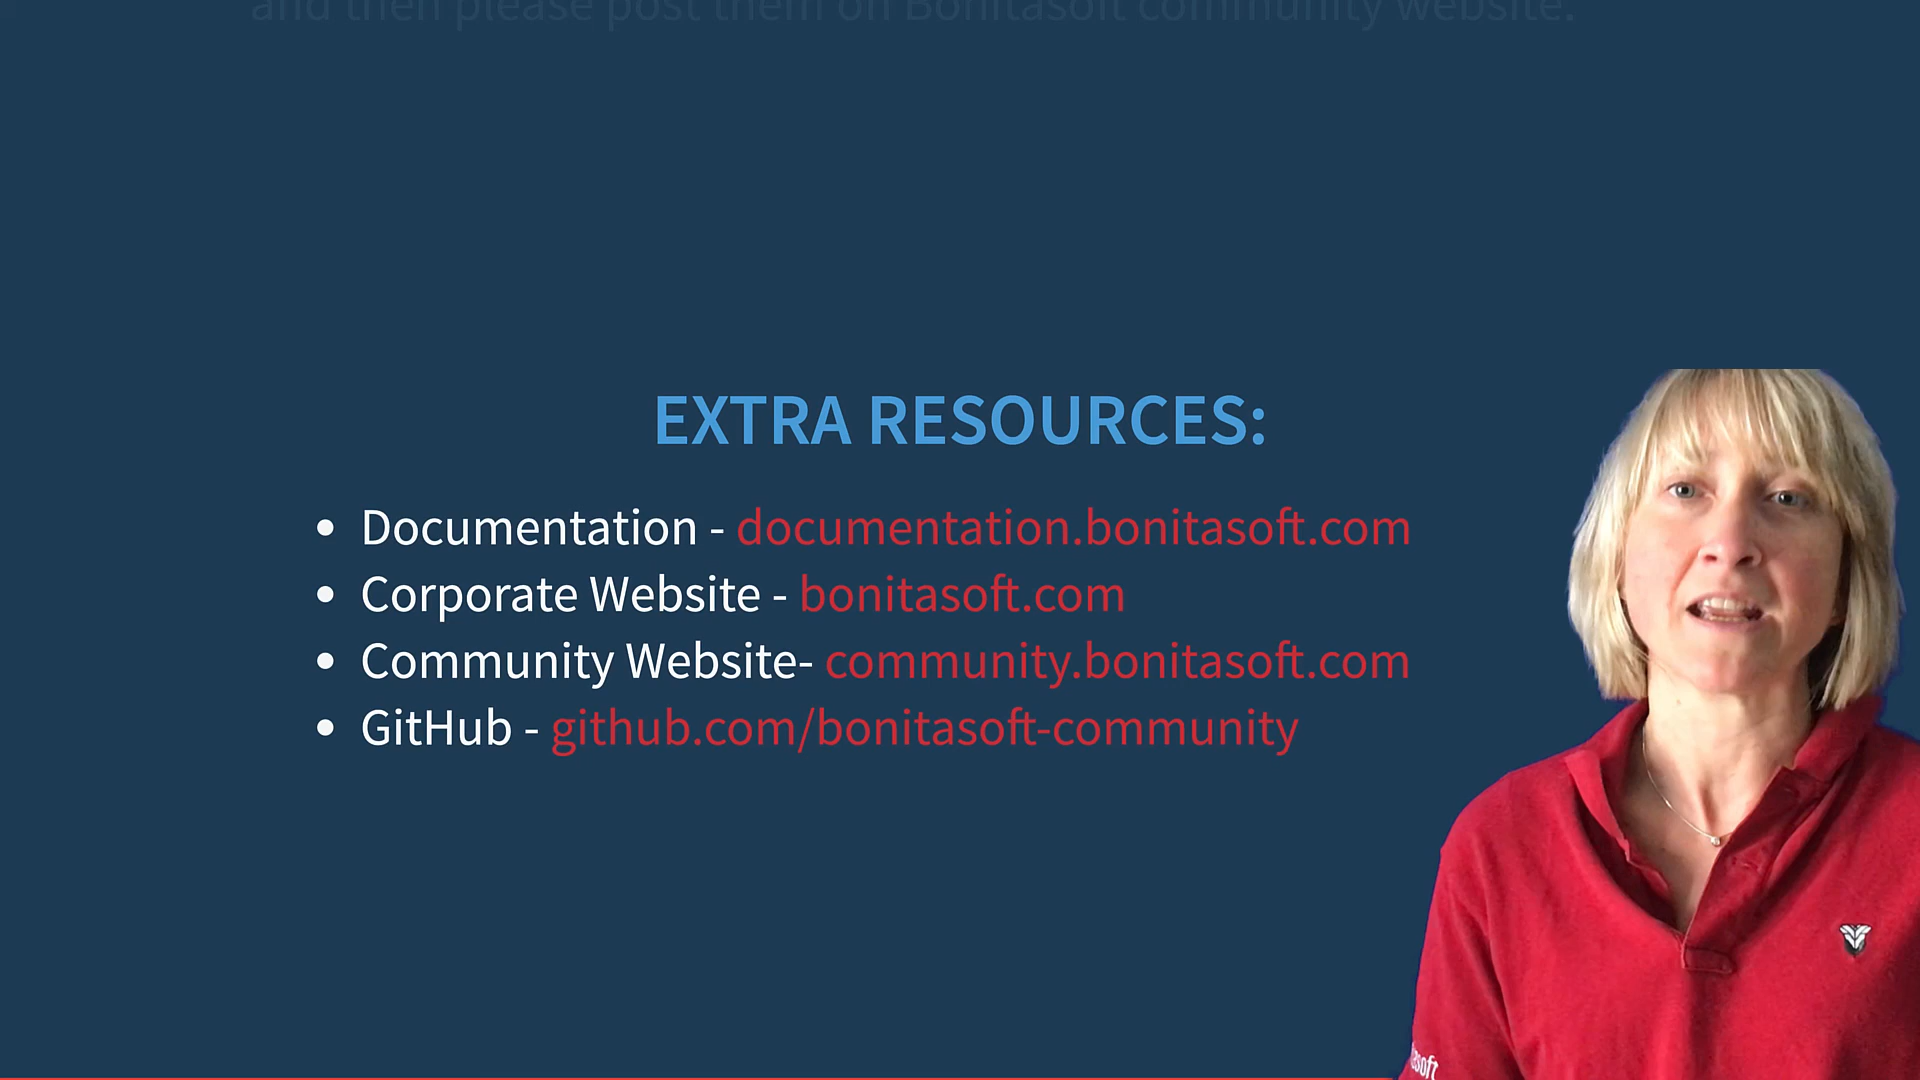 and then please post them on Bonitasoft community website.
EXTRA RESOURCES:
• Documentation - documentation.bonitasoft.com
• Corporate Website - bonitasoft.com
• Community Website- community.bonitasoft.com
• GitHub - github.com/bonitasoft-community